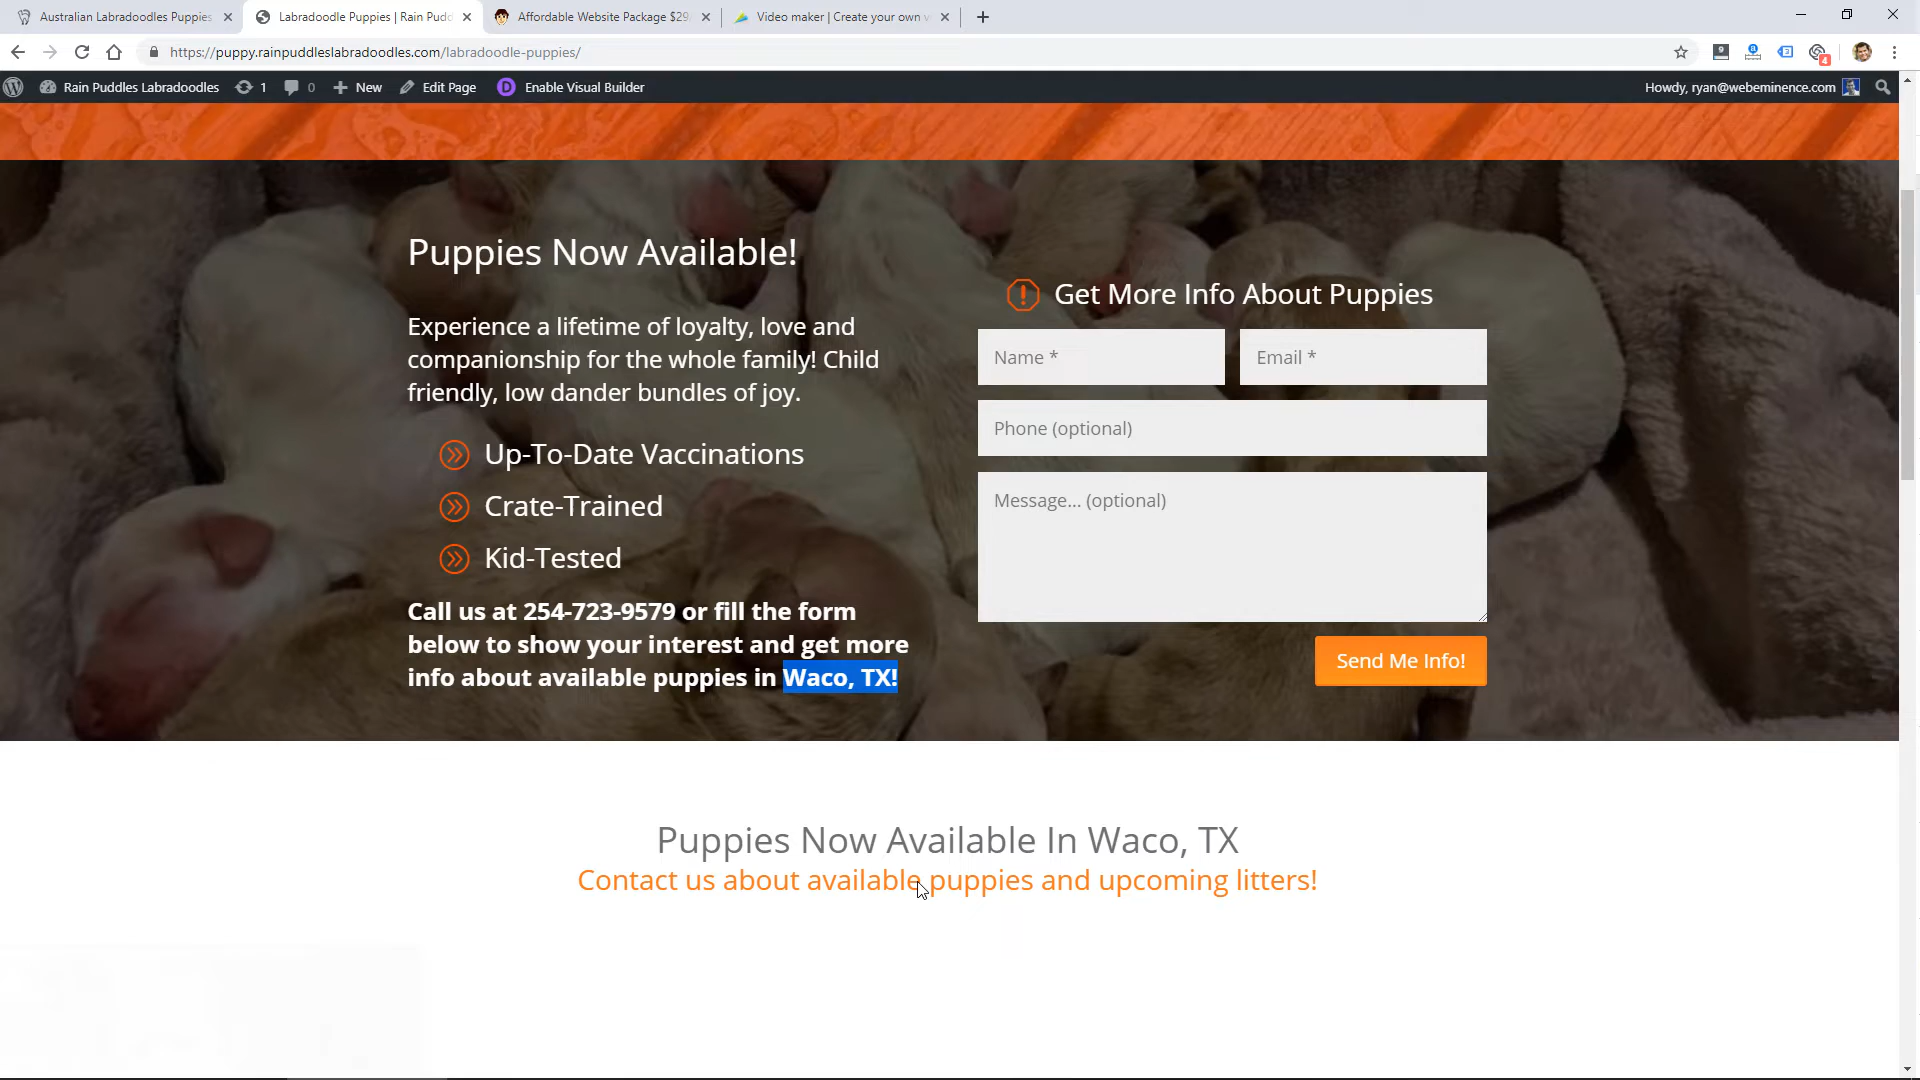 Australian Labradoodles Puppies
Labradoodle Puppies | Rain Pudd
Affordable Website Package $29
Video maker | Create your own v
https://puppy.rainpuddleslabradoodles.com/labradoodle-puppies/
9
4
Rain Puddles Labradoodles
1
0
New
Edit Page
D
Enable Visual Builder
Howdy, ryan@webeminence.com
Puppies Now Available!
Experience a lifetime of loyalty, love and
companionship for the whole family! Child
friendly, low dander bundles of joy.
Up-To-Date Vaccinations
Crate-Trained
Kid-Tested
Call us at 254-723-9579 or fill the form
below to show your interest and get more
info about available puppies in Waco, TX!
Get More Info About Puppies
Name *
Email *
Phone (optional)
Message... (optional)
Send Me Info!
Puppies Now Available In Waco, TX
Contact us about available puppies and upcoming litters!